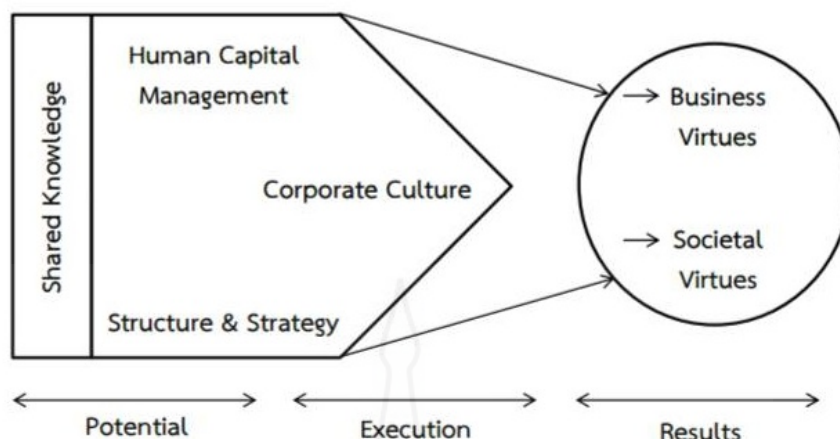 Shared Knowledge
Human Capital
Management
Corporate Culture
Structure & Strategy
Business
Virtues
Societal
Virtues
Potential
Execution
Results